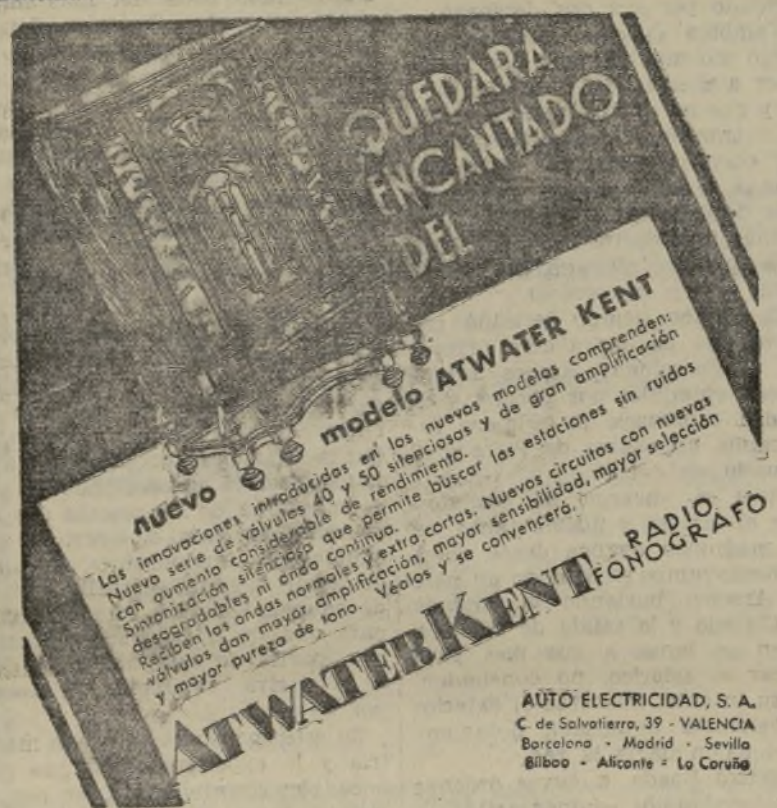 QUEDARA
ENCANTADO
DEL
nuevo modelo ATWATER KENT
Las innovaciones introducidas en los nuevos modelos comprenden:
Nueva serie de válvulas 40 y 50 silenciosas y de gran amplificación
con aumento considerable de rendimiento.
Sintonización silenciosa que permite buscar las estaciones sin ruidos
desagradables ni onda continua.
Reciben las ondas normales y extra cortas. Nuevos circuitos con nuevas
válvulas dan mayor amplificación, mayor sensibilidad, mayor selección
y mayor pureza de tono. Véalos y se convencerá.
ATWATER KENT RADIO
FONOGRAFO
AUTO ELECTRICIDAD, S. A.
C. de Salvatierra, 39 - VALENCIA
Barcelona - Madrid - Sevilla
Bilbao - Alicante - La Coruña